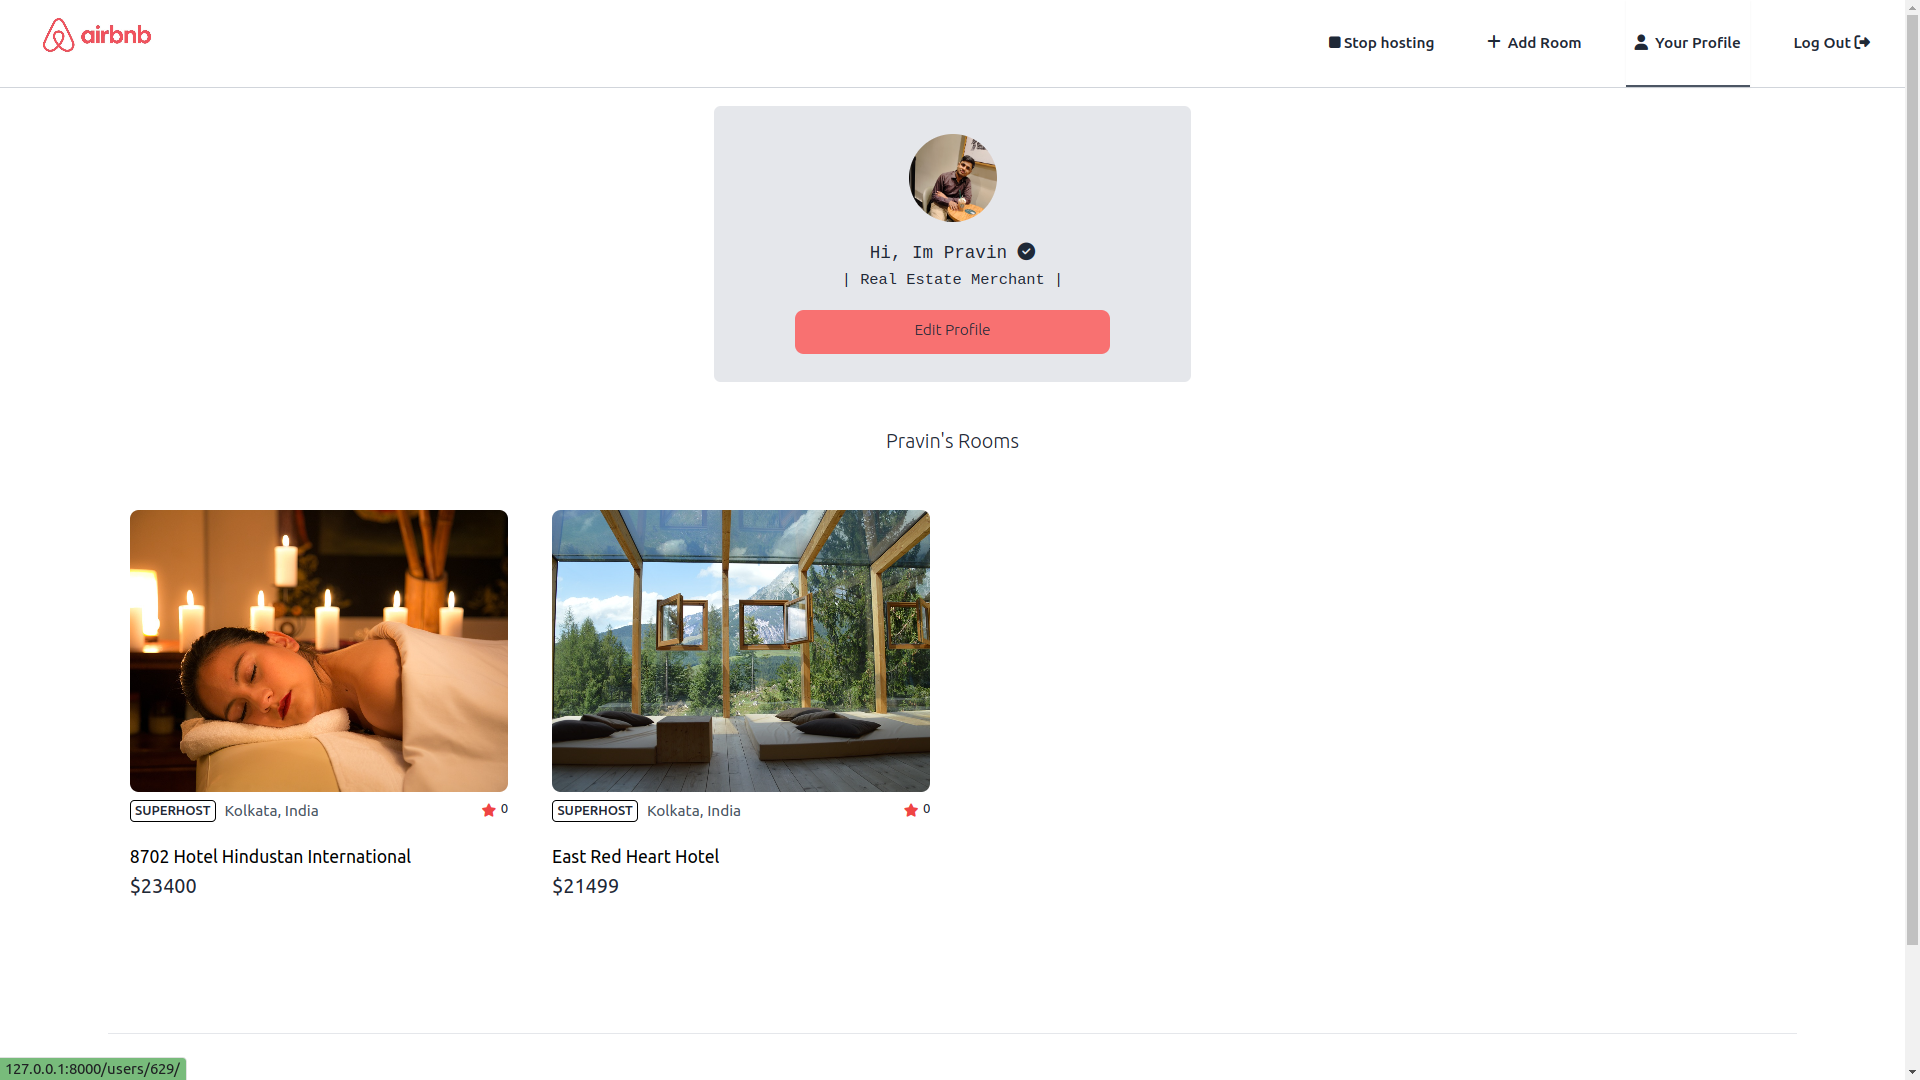 airbnb
Stop hosting
Add Room
Your Profile
Log Out
Hi, Im Pravin
| Real Estate Merchant |
Edit Profile
Pravin's Rooms
SUPERHOST Kolkata, India 0
8702 Hotel Hindustan International
$23400
SUPERHOST Kolkata, India 0
East Red Heart Hotel
$21499
127.0.0.1:8000/users/629/